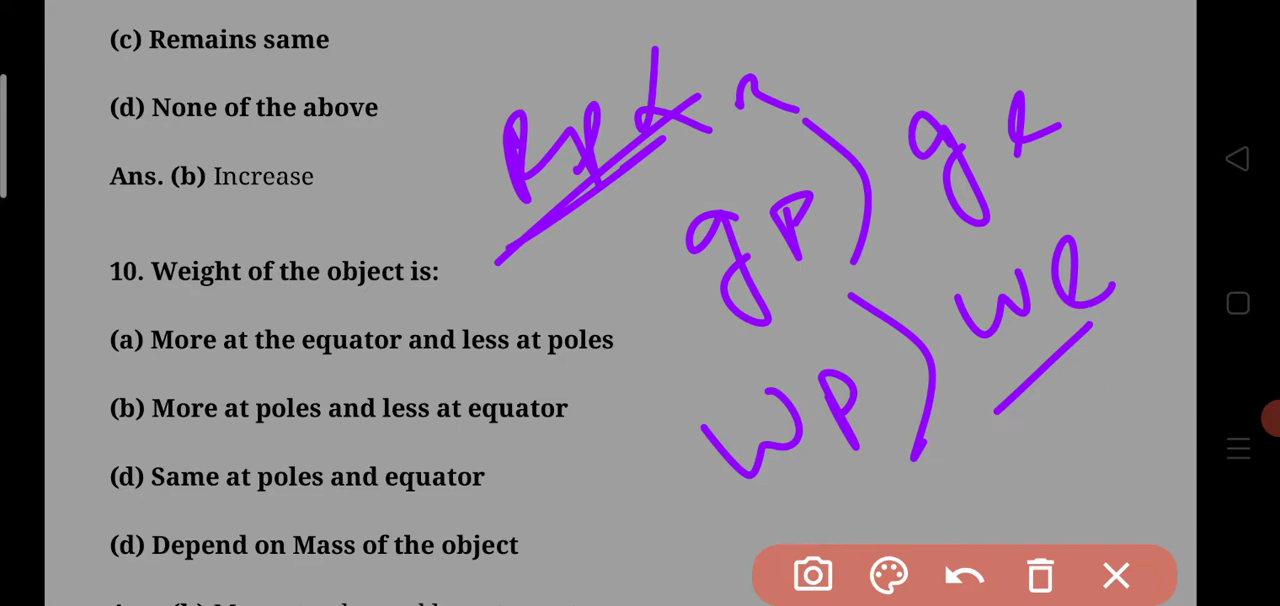 (c) Remains same
(d) None of the above
Ans. (b) Increase
10. Weight of the object is:
(a) More at the equator and less at poles
(b) More at poles and less at equator
(d) Same at poles and equator
(d) Depend on Mass of the object
gP ) ge
WP ) we